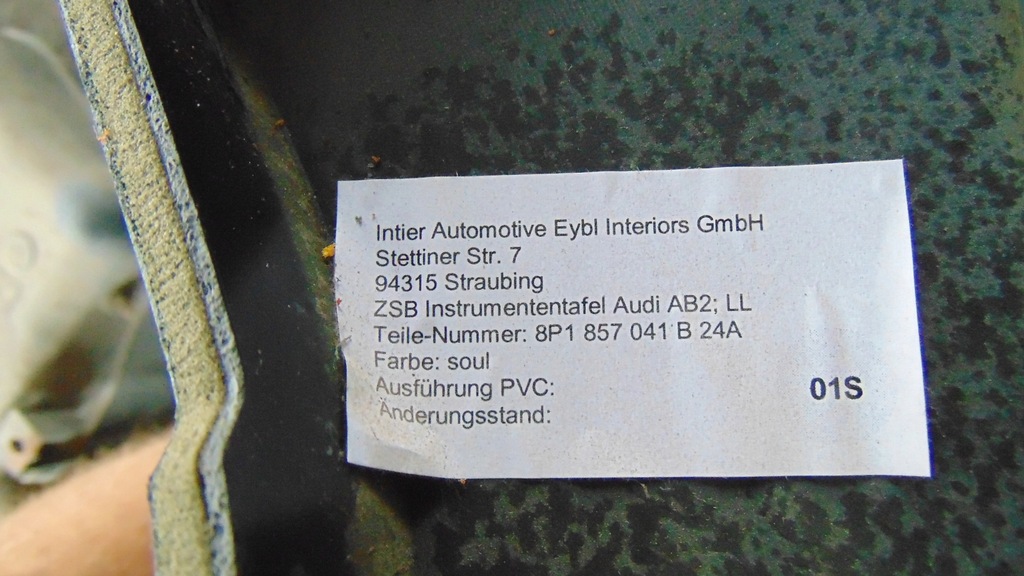 Intier Automotive Eybl Interiors GmbH
Stettiner Str. 7
94315 Straubing
ZSB Instrumententafel Audi AB2; LL
Teile-Nummer: 8P1 857 041 B 24A
Farbe: soul
Ausführung PVC: 01S
Änderungsstand: